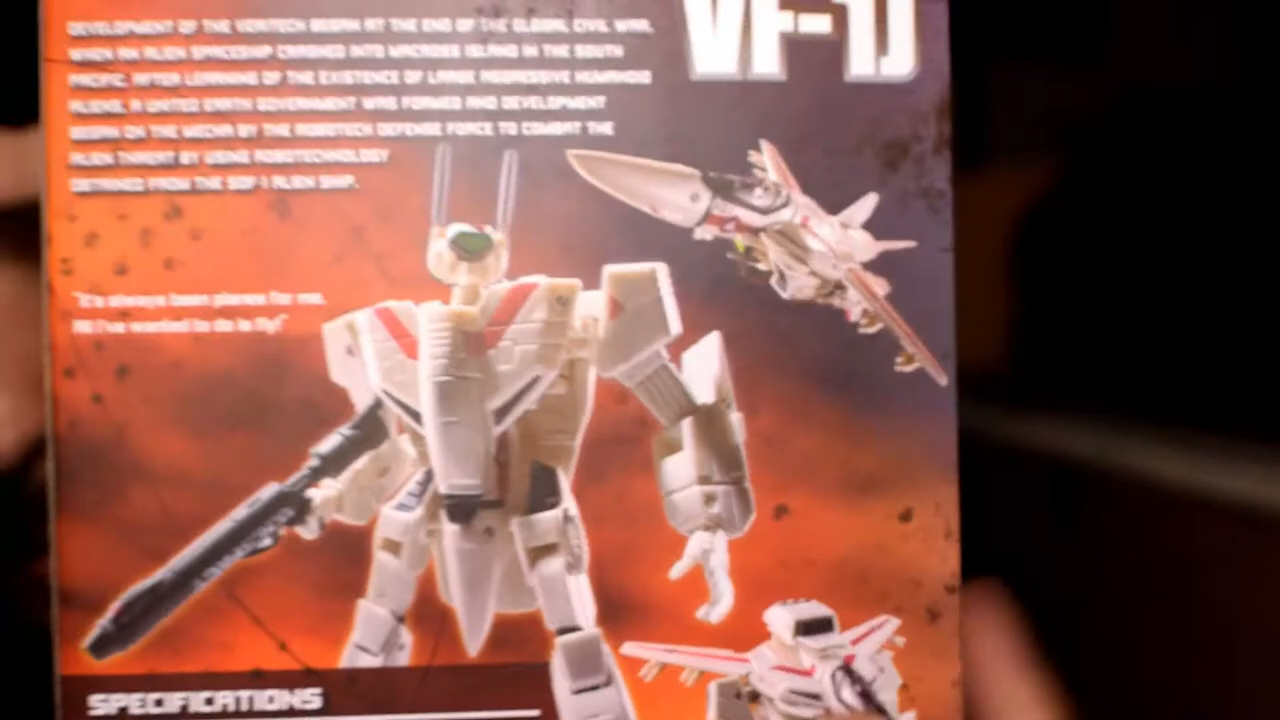 VF-1J
DEVELOPMENT OF THE VERITECH BEGAN AT THE END OF THE GLOBAL CIVIL WAR,
WHEN AN ALIEN SPACESHIP CRASHED INTO MACROSS ISLAND IN THE SOUTH
PACIFIC. AFTER LEARNING OF THE EXISTENCE OF LARGE AGGRESSIVE HUMANOID
ALIENS, A UNITED EARTH GOVERNMENT WAS FORMED AND DEVELOPMENT
BEGAN ON THE MECHA BY THE ROBOTECH DEFENSE FORCE TO COMBAT THE
ALIEN THREAT BY USING ROBOTECHNOLOGY
OBTAINED FROM THE SDF-1 ALIEN SHIP.
"It's always been planes for me.
All I've wanted to do is fly!"
SPECIFICATIONS